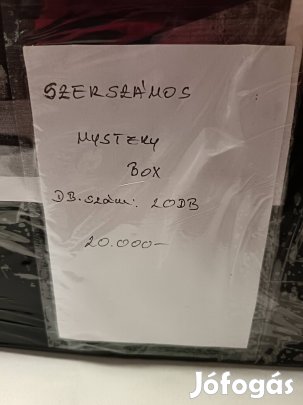 SZERSZÁMOS
MYSTERY
BOX
DB. Szám: 20DB
20.000-
Jófogás